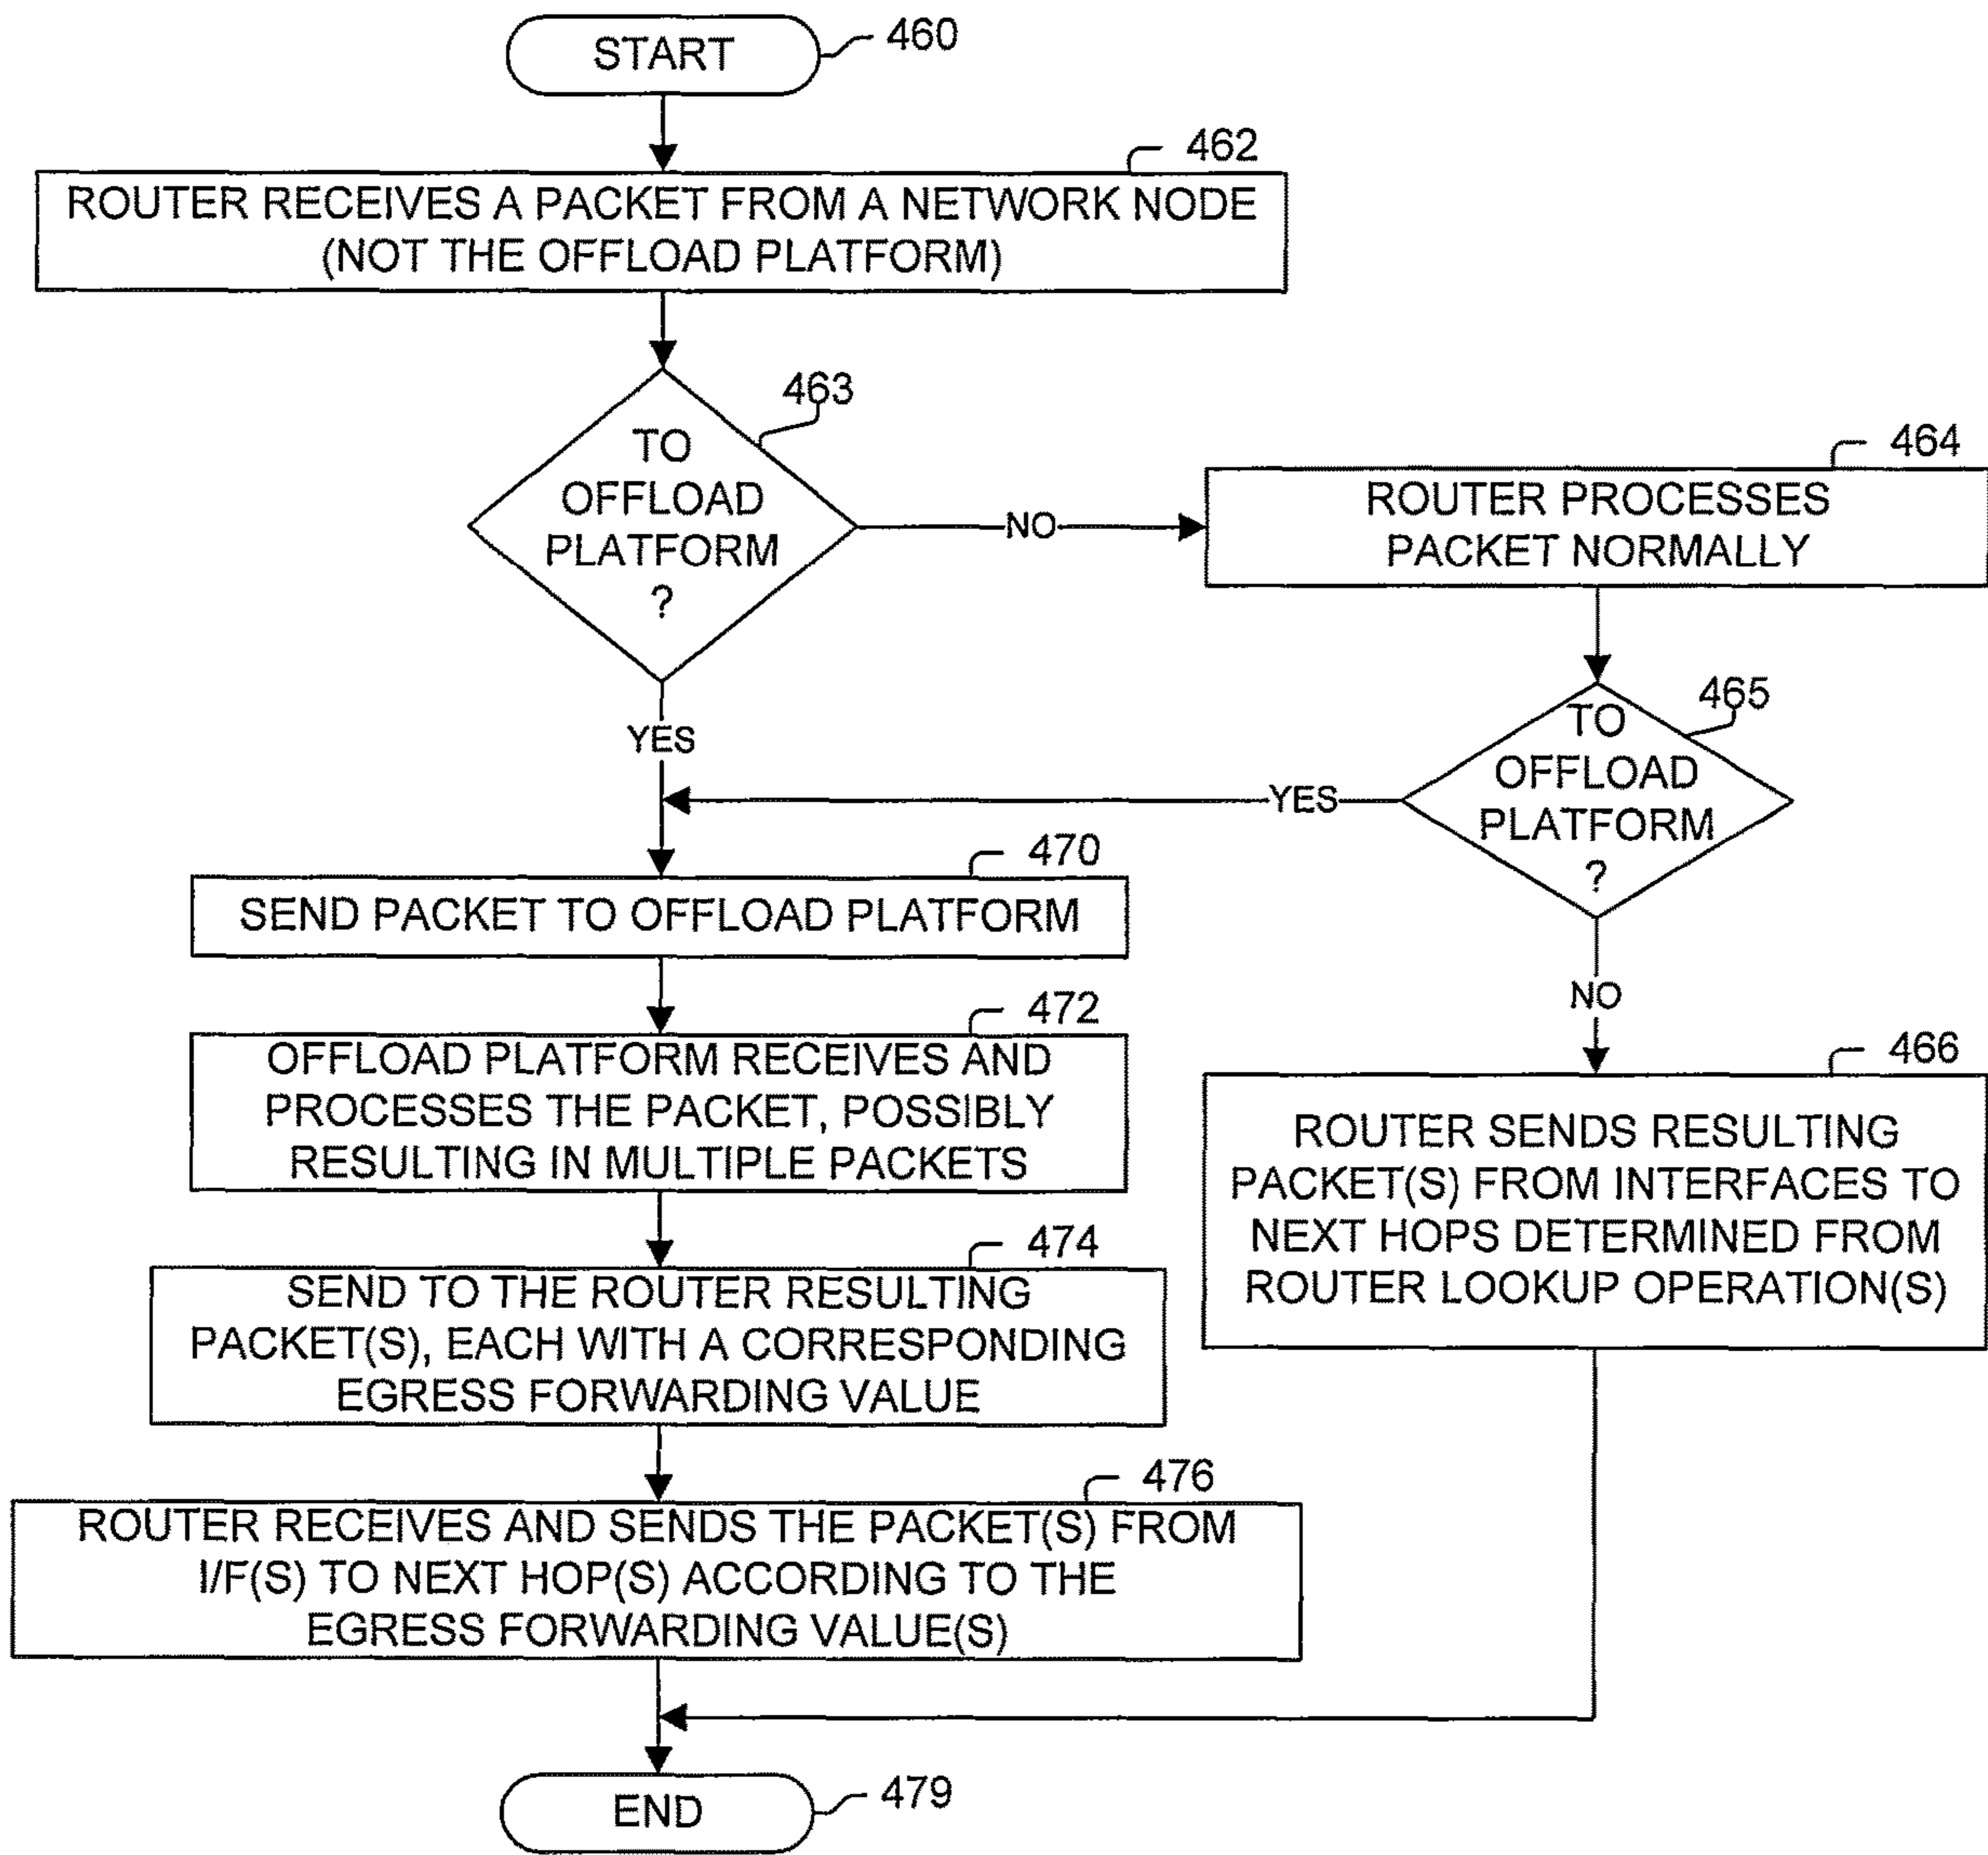 START
460
462
ROUTER RECEIVES A PACKET FROM A NETWORK NODE
(NOT THE OFFLOAD PLATFORM)
463
TO
OFFLOAD
PLATFORM
?
NO
464
ROUTER PROCESSES
PACKET NORMALLY
YES
465
TO
OFFLOAD
PLATFORM
?
YES
NO
470
SEND PACKET TO OFFLOAD PLATFORM
472
OFFLOAD PLATFORM RECEIVES AND
PROCESSES THE PACKET, POSSIBLY
RESULTING IN MULTIPLE PACKETS
466
ROUTER SENDS RESULTING
PACKET(S) FROM INTERFACES TO
NEXT HOPS DETERMINED FROM
ROUTER LOOKUP OPERATION(S)
474
SEND TO THE ROUTER RESULTING
PACKET(S), EACH WITH A CORRESPONDING
EGRESS FORWARDING VALUE
476
ROUTER RECEIVES AND SENDS THE PACKET(S) FROM
I/F(S) TO NEXT HOP(S) ACCORDING TO THE
EGRESS FORWARDING VALUE(S)
END
479